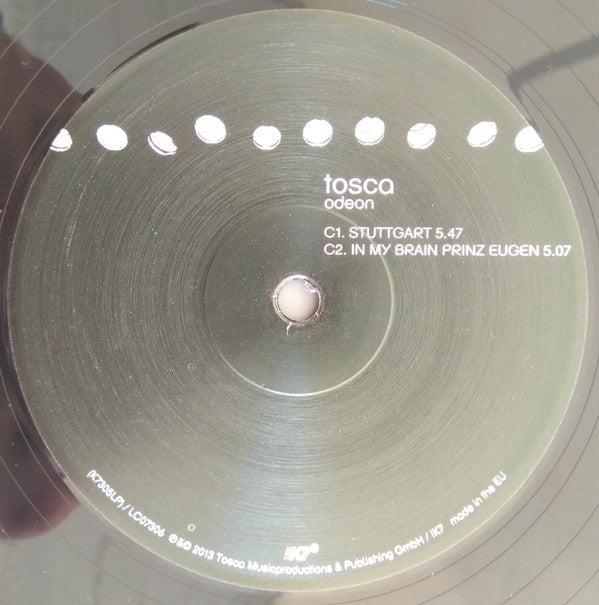 tosca
odeon
C1. STUTTGART 5.47
C2. IN MY BRAIN PRINZ EUGEN 5.07
!K7®
(K7305LP) / LC07306 ℗&© 2013 Tosca Musicproductions & Publishing GmbH / !K7 made in the EU